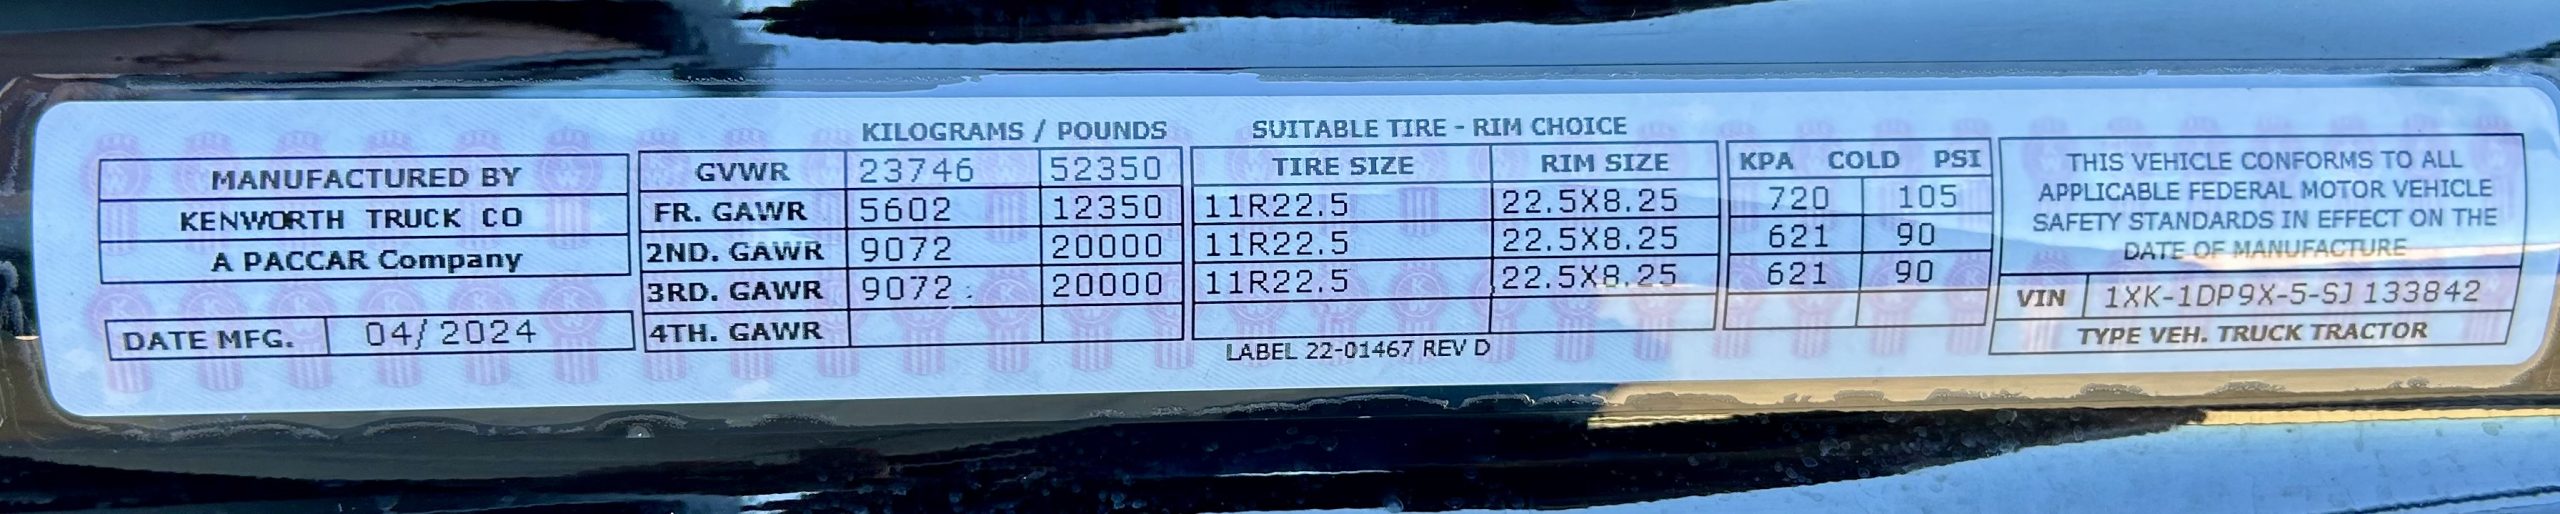 KILOGRAMS / POUNDS SUITABLE TIRE - RIM CHOICE
MANUFACTURED BY
KENWORTH TRUCK CO
A PACCAR Company
DATE MFG. 04/2024
GVWR 23746 52350
FR. GAWR 5602 12350
2ND. GAWR 9072 20000
3RD. GAWR 9072 20000
4TH. GAWR
TIRE SIZE RIM SIZE
11R22.5 22.5X8.25
11R22.5 22.5X8.25
11R22.5 22.5X8.25
LABEL 22-01467 REV D
KPA COLD PSI
720 105
621 90
621 90
THIS VEHICLE CONFORMS TO ALL
APPLICABLE FEDERAL MOTOR VEHICLE
SAFETY STANDARDS IN EFFECT ON THE
DATE OF MANUFACTURE
VIN 1XK-1DP9X-5-SJ 133842
TYPE VEH. TRUCK TRACTOR